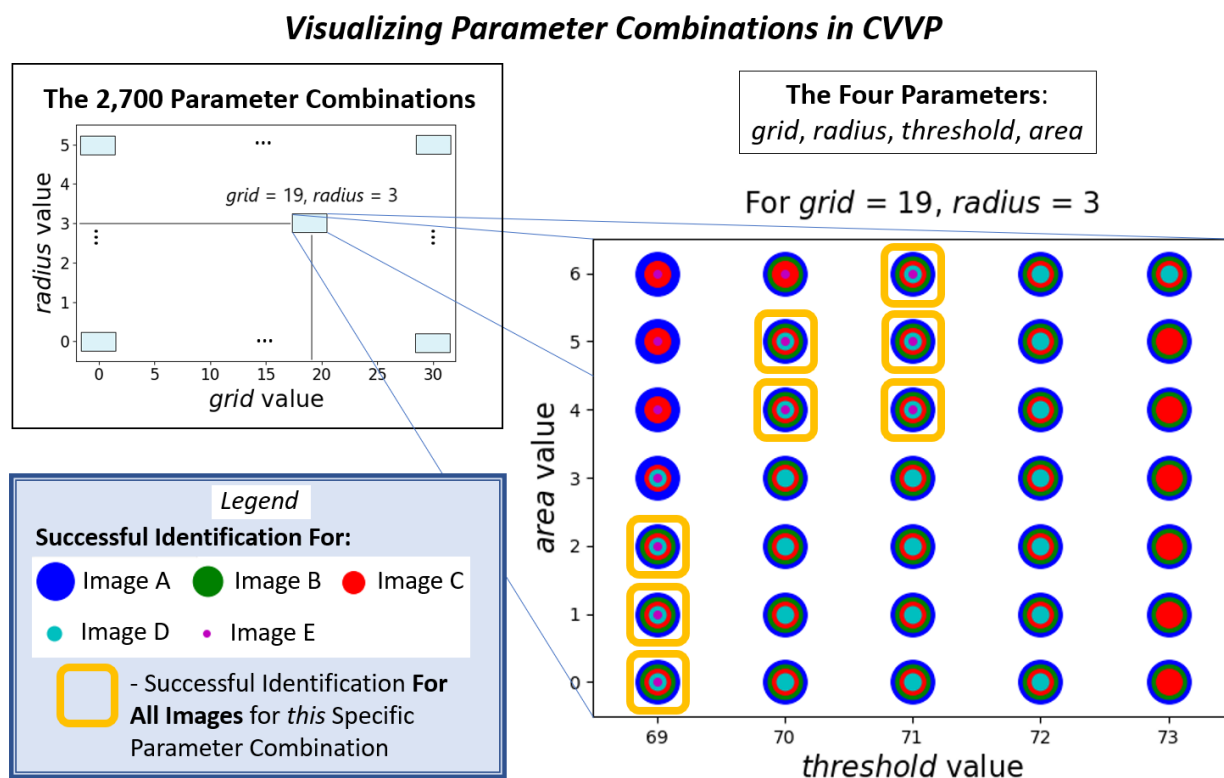 Visualizing Parameter Combinations in CVVP
The 2,700 Parameter Combinations
5
4
3
2
1
0
radius value
...
grid = 19, radius = 3
...
...
...
0
5
10
15
20
25
30
grid value
The Four Parameters:
grid, radius, threshold, area
For grid = 19, radius = 3
6
5
4
3
2
1
0
area value
69
70
71
72
73
threshold value
Legend
Successful Identification For:
Image A
Image B
Image C
Image D
Image E
- Successful Identification For
All Images for this Specific
Parameter Combination